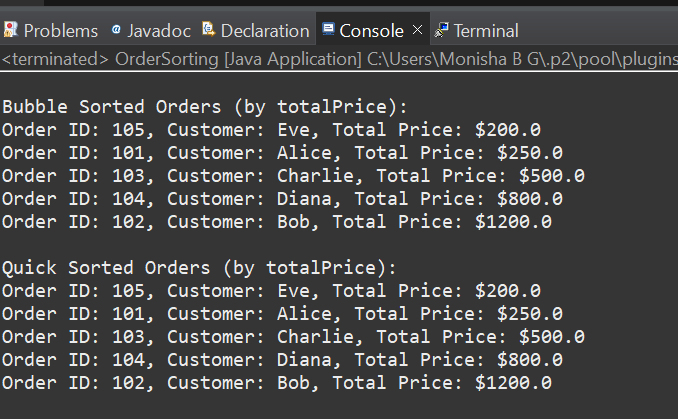 Problems Javadoc Declaration Console Terminal
<terminated> OrderSorting [Java Application] C:\Users\Monisha B G\.p2\pool\plugins
Bubble Sorted Orders (by totalPrice):
Order ID: 105, Customer: Eve, Total Price: $200.0
Order ID: 101, Customer: Alice, Total Price: $250.0
Order ID: 103, Customer: Charlie, Total Price: $500.0
Order ID: 104, Customer: Diana, Total Price: $800.0
Order ID: 102, Customer: Bob, Total Price: $1200.0
Quick Sorted Orders (by totalPrice):
Order ID: 105, Customer: Eve, Total Price: $200.0
Order ID: 101, Customer: Alice, Total Price: $250.0
Order ID: 103, Customer: Charlie, Total Price: $500.0
Order ID: 104, Customer: Diana, Total Price: $800.0
Order ID: 102, Customer: Bob, Total Price: $1200.0